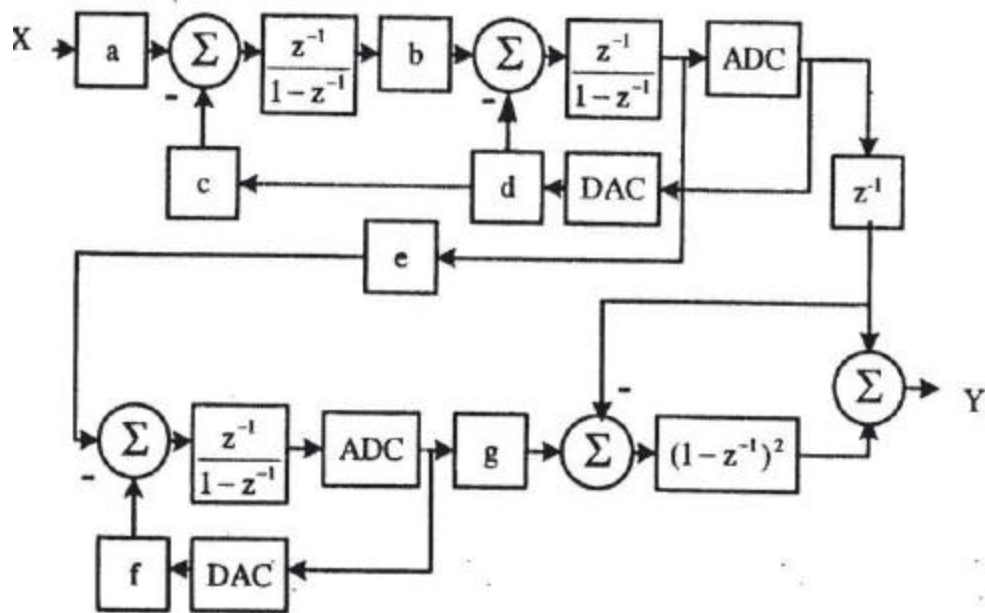 X
a
Σ
z⁻¹
1 − z⁻¹
b
Σ
z⁻¹
1 − z⁻¹
ADC
-
-
c
d
DAC
z⁻¹
e
-
Σ
Y
-
Σ
z⁻¹
1 − z⁻¹
ADC
g
Σ
(1 − z⁻¹)²
f
DAC